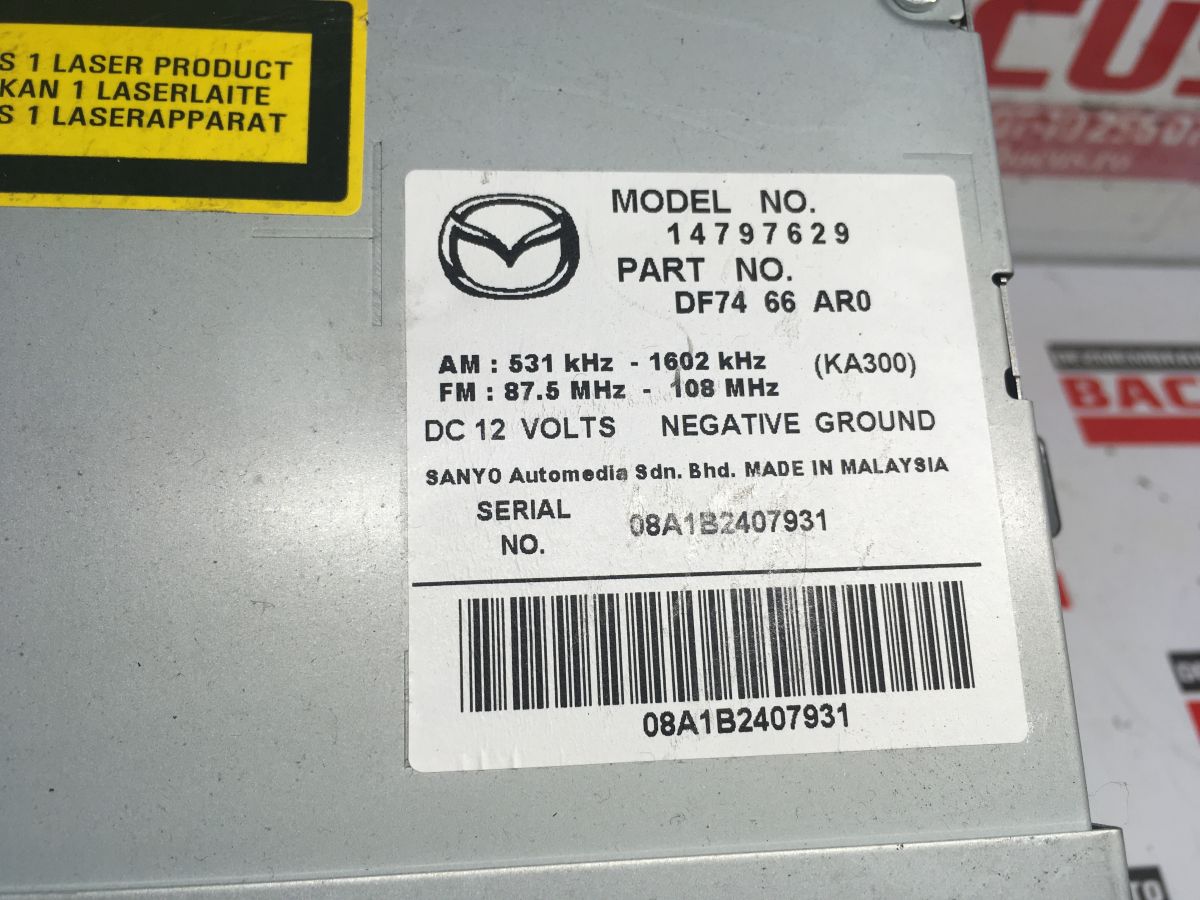 S 1 LASER PRODUCT
KAN 1 LASERLAITE
S 1 LASERAPPARAT
MODEL NO.
14797629
PART NO.
DF74 66 AR0
AM : 531 kHz - 1602 kHz (KA300)
FM : 87.5 MHz - 108 MHz
DC 12 VOLTS NEGATIVE GROUND
SANYO Automedia Sdn. Bhd. MADE IN MALAYSIA
SERIAL NO.
08A1B2407931
08A1B2407931
CUS
BAC